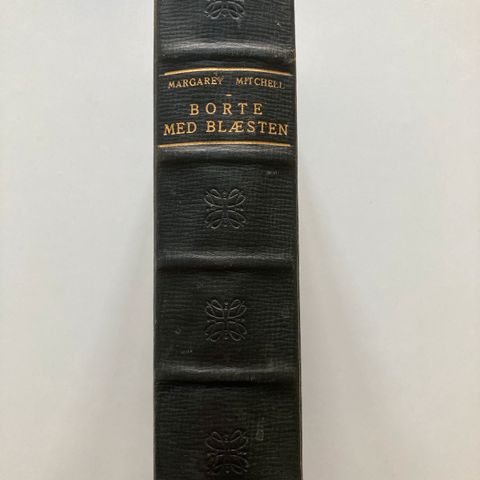 MARGARET MITCHELL
BORTE
MED BLÆSTEN